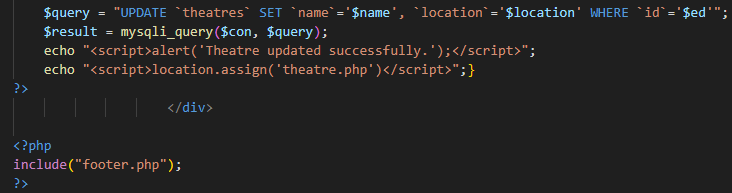 $query = "UPDATE `theatres` SET `name`='$name', `location`='$location' WHERE `id`='$ed'";
$result = mysqli_query($con, $query);
echo "<script>alert('Theatre updated successfully.');</script>";
echo "<script>location.assign('theatre.php')</script>";}
?>
</div>
<?php
include("footer.php");
?>